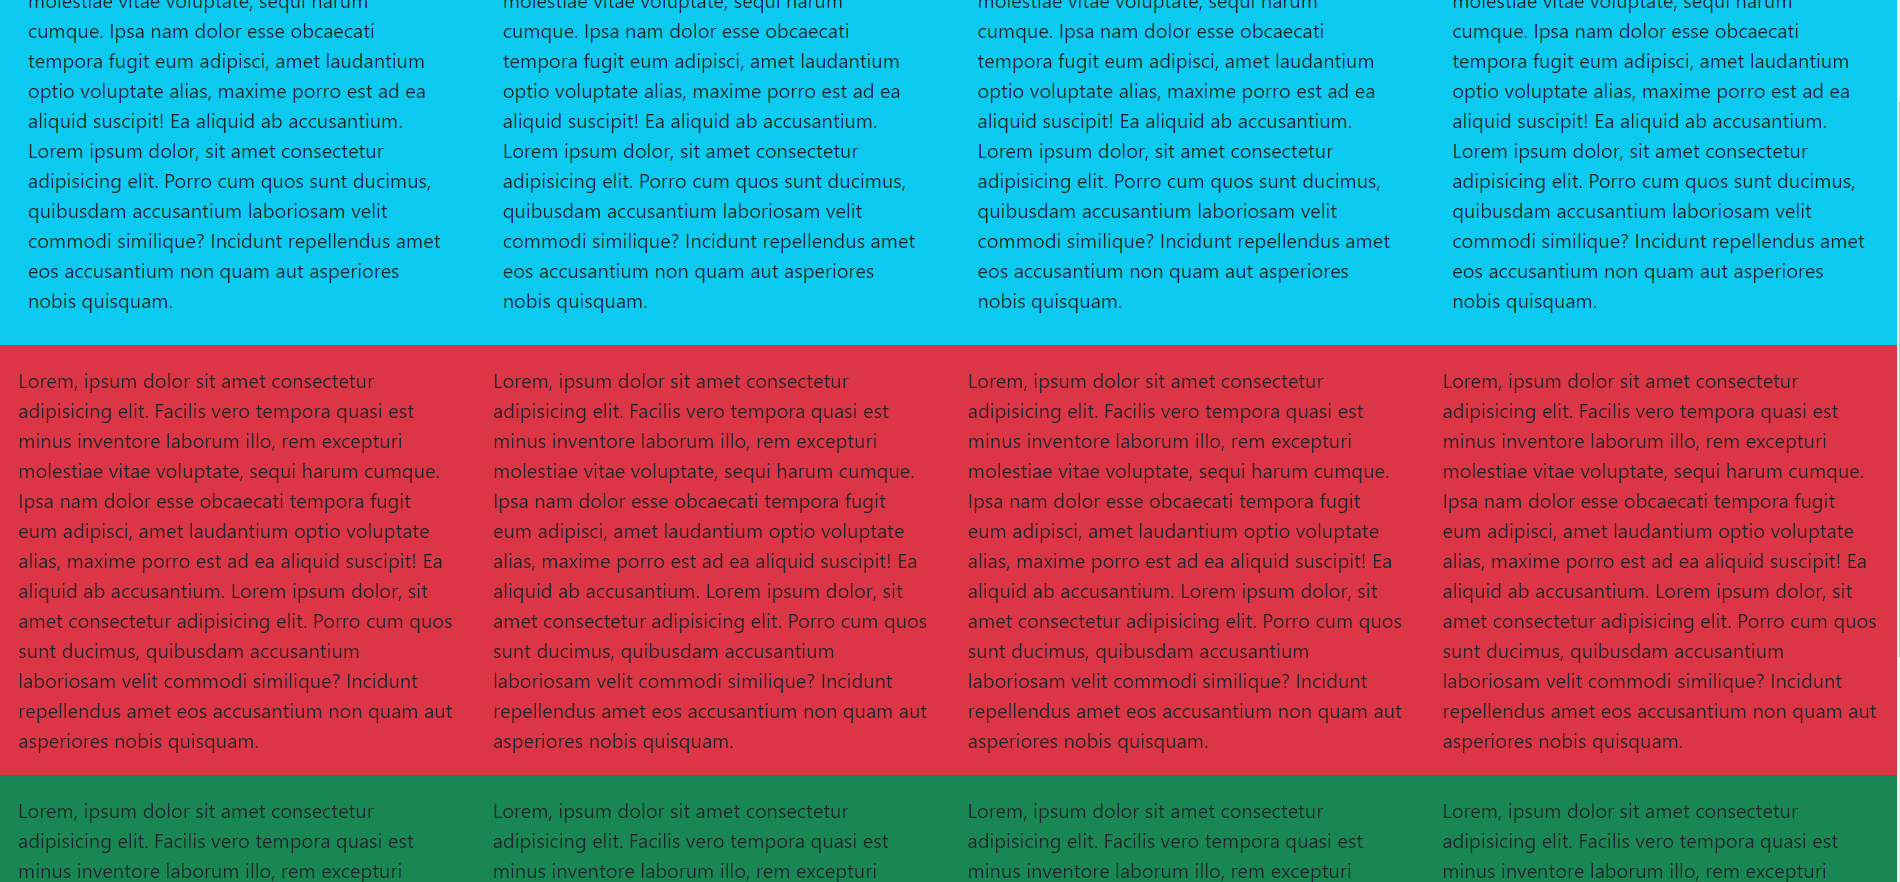 molestiae vitae voluptate, sequi harum
cumque. Ipsa nam dolor esse obcaecati
tempora fugit eum adipisci, amet laudantium
optio voluptate alias, maxime porro est ad ea
aliquid suscipit! Ea aliquid ab accusantium.
Lorem ipsum dolor, sit amet consectetur
adipisicing elit. Porro cum quos sunt ducimus,
quibusdam accusantium laboriosam velit
commodi similique? Incidunt repellendus amet
eos accusantium non quam aut asperiores
nobis quisquam.
molestiae vitae voluptate, sequi harum
cumque. Ipsa nam dolor esse obcaecati
tempora fugit eum adipisci, amet laudantium
optio voluptate alias, maxime porro est ad ea
aliquid suscipit! Ea aliquid ab accusantium.
Lorem ipsum dolor, sit amet consectetur
adipisicing elit. Porro cum quos sunt ducimus,
quibusdam accusantium laboriosam velit
commodi similique? Incidunt repellendus amet
eos accusantium non quam aut asperiores
nobis quisquam.
molestiae vitae voluptate, sequi harum
cumque. Ipsa nam dolor esse obcaecati
tempora fugit eum adipisci, amet laudantium
optio voluptate alias, maxime porro est ad ea
aliquid suscipit! Ea aliquid ab accusantium.
Lorem ipsum dolor, sit amet consectetur
adipisicing elit. Porro cum quos sunt ducimus,
quibusdam accusantium laboriosam velit
commodi similique? Incidunt repellendus amet
eos accusantium non quam aut asperiores
nobis quisquam.
molestiae vitae voluptate, sequi harum
cumque. Ipsa nam dolor esse obcaecati
tempora fugit eum adipisci, amet laudantium
optio voluptate alias, maxime porro est ad ea
aliquid suscipit! Ea aliquid ab accusantium.
Lorem ipsum dolor, sit amet consectetur
adipisicing elit. Porro cum quos sunt ducimus,
quibusdam accusantium laboriosam velit
commodi similique? Incidunt repellendus amet
eos accusantium non quam aut asperiores
nobis quisquam.
Lorem, ipsum dolor sit amet consectetur
adipisicing elit. Facilis vero tempora quasi est
minus inventore laborum illo, rem excepturi
molestiae vitae voluptate, sequi harum cumque.
Ipsa nam dolor esse obcaecati tempora fugit
eum adipisci, amet laudantium optio voluptate
alias, maxime porro est ad ea aliquid suscipit! Ea
aliquid ab accusantium. Lorem ipsum dolor, sit
amet consectetur adipisicing elit. Porro cum quos
sunt ducimus, quibusdam accusantium
laboriosam velit commodi similique? Incidunt
repellendus amet eos accusantium non quam aut
asperiores nobis quisquam.
Lorem, ipsum dolor sit amet consectetur
adipisicing elit. Facilis vero tempora quasi est
minus inventore laborum illo, rem excepturi
molestiae vitae voluptate, sequi harum cumque.
Ipsa nam dolor esse obcaecati tempora fugit
eum adipisci, amet laudantium optio voluptate
alias, maxime porro est ad ea aliquid suscipit! Ea
aliquid ab accusantium. Lorem ipsum dolor, sit
amet consectetur adipisicing elit. Porro cum quos
sunt ducimus, quibusdam accusantium
laboriosam velit commodi similique? Incidunt
repellendus amet eos accusantium non quam aut
asperiores nobis quisquam.
Lorem, ipsum dolor sit amet consectetur
adipisicing elit. Facilis vero tempora quasi est
minus inventore laborum illo, rem excepturi
molestiae vitae voluptate, sequi harum cumque.
Ipsa nam dolor esse obcaecati tempora fugit
eum adipisci, amet laudantium optio voluptate
alias, maxime porro est ad ea aliquid suscipit! Ea
aliquid ab accusantium. Lorem ipsum dolor, sit
amet consectetur adipisicing elit. Porro cum quos
sunt ducimus, quibusdam accusantium
laboriosam velit commodi similique? Incidunt
repellendus amet eos accusantium non quam aut
asperiores nobis quisquam.
Lorem, ipsum dolor sit amet consectetur
adipisicing elit. Facilis vero tempora quasi est
minus inventore laborum illo, rem excepturi
molestiae vitae voluptate, sequi harum cumque.
Ipsa nam dolor esse obcaecati tempora fugit
eum adipisci, amet laudantium optio voluptate
alias, maxime porro est ad ea aliquid suscipit! Ea
aliquid ab accusantium. Lorem ipsum dolor, sit
amet consectetur adipisicing elit. Porro cum quos
sunt ducimus, quibusdam accusantium
laboriosam velit commodi similique? Incidunt
repellendus amet eos accusantium non quam aut
asperiores nobis quisquam.
Lorem, ipsum dolor sit amet consectetur
adipisicing elit. Facilis vero tempora quasi est
minus inventore laborum illo, rem excepturi
Lorem, ipsum dolor sit amet consectetur
adipisicing elit. Facilis vero tempora quasi est
minus inventore laborum illo, rem excepturi
Lorem, ipsum dolor sit amet consectetur
adipisicing elit. Facilis vero tempora quasi est
minus inventore laborum illo, rem excepturi
Lorem, ipsum dolor sit amet consectetur
adipisicing elit. Facilis vero tempora quasi est
minus inventore laborum illo, rem excepturi